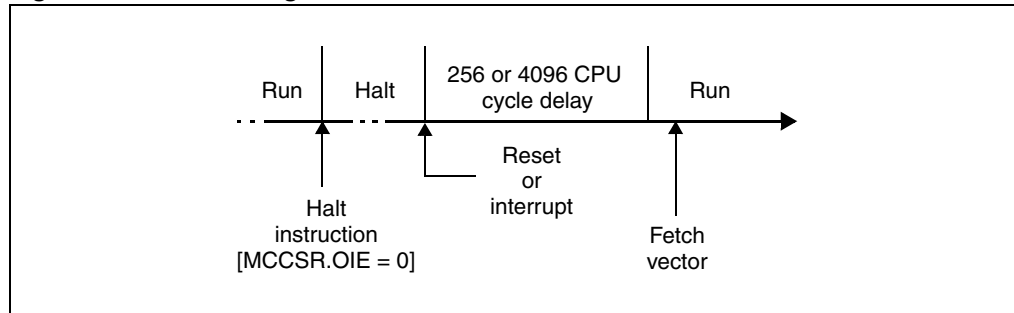 Run
Halt
256 or 4096 CPU
cycle delay
Run
Reset
or
interrupt
Halt
instruction
[MCCSR.OIE = 0]
Fetch
vector